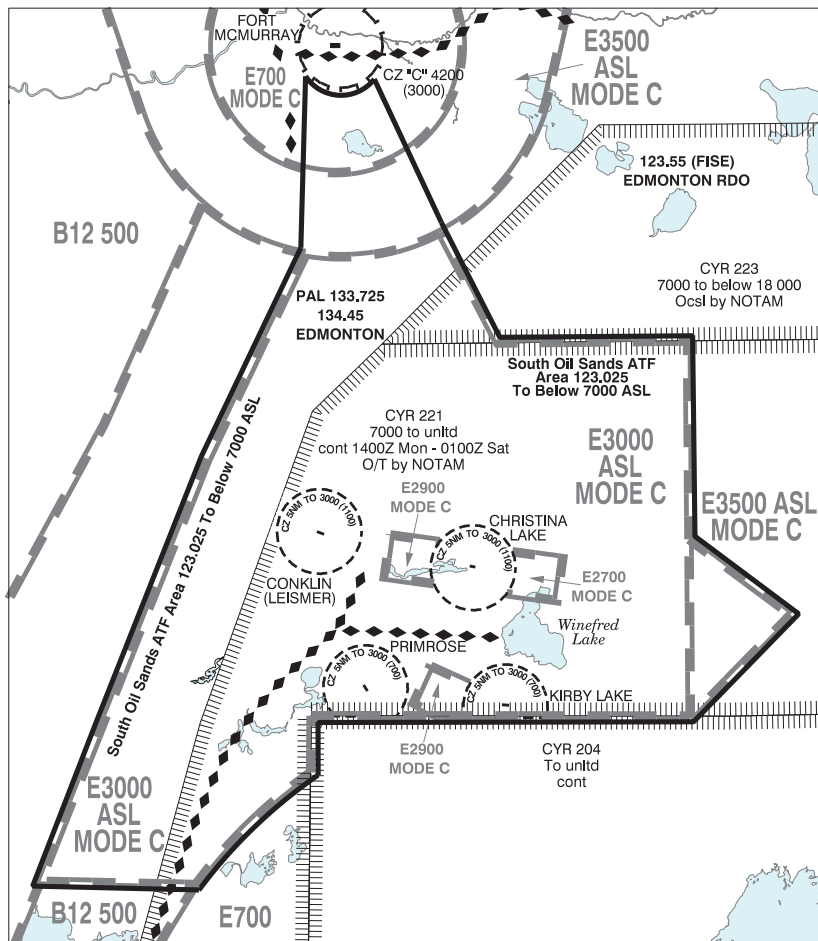 FORT
MCMURRAY
E700
MODE C
CZ "C" 4200
(3000)
E3500
ASL
MODE C
123.55 (FISE)
EDMONTON RDO
B12 500
CYR 223
7000 to below 18 000
Ocsl by NOTAM
PAL 133.725
134.45
EDMONTON
South Oil Sands ATF
Area 123.025
To Below 7000 ASL
South Oil Sands ATF Area 123.025 To Below 7000 ASL
CYR 221
7000 to unltd
cont 1400Z Mon - 0100Z Sat
O/T by NOTAM
E3000
ASL
MODE C
E2900
MODE C
E3500 ASL
MODE C
CZ 5NM TO 3000 (1100)
CONKLIN
(LEISMER)
CHRISTINA
LAKE
CZ 5NM TO 3000 (1100)
E2700
MODE C
Winefred
Lake
PRIMROSE
CZ 5NM TO 3000 (700)
CZ 5NM TO 3000 (700)
KIRBY LAKE
E2900
MODE C
CYR 204
To unltd
cont
E3000
ASL
MODE C
B12 500
E700